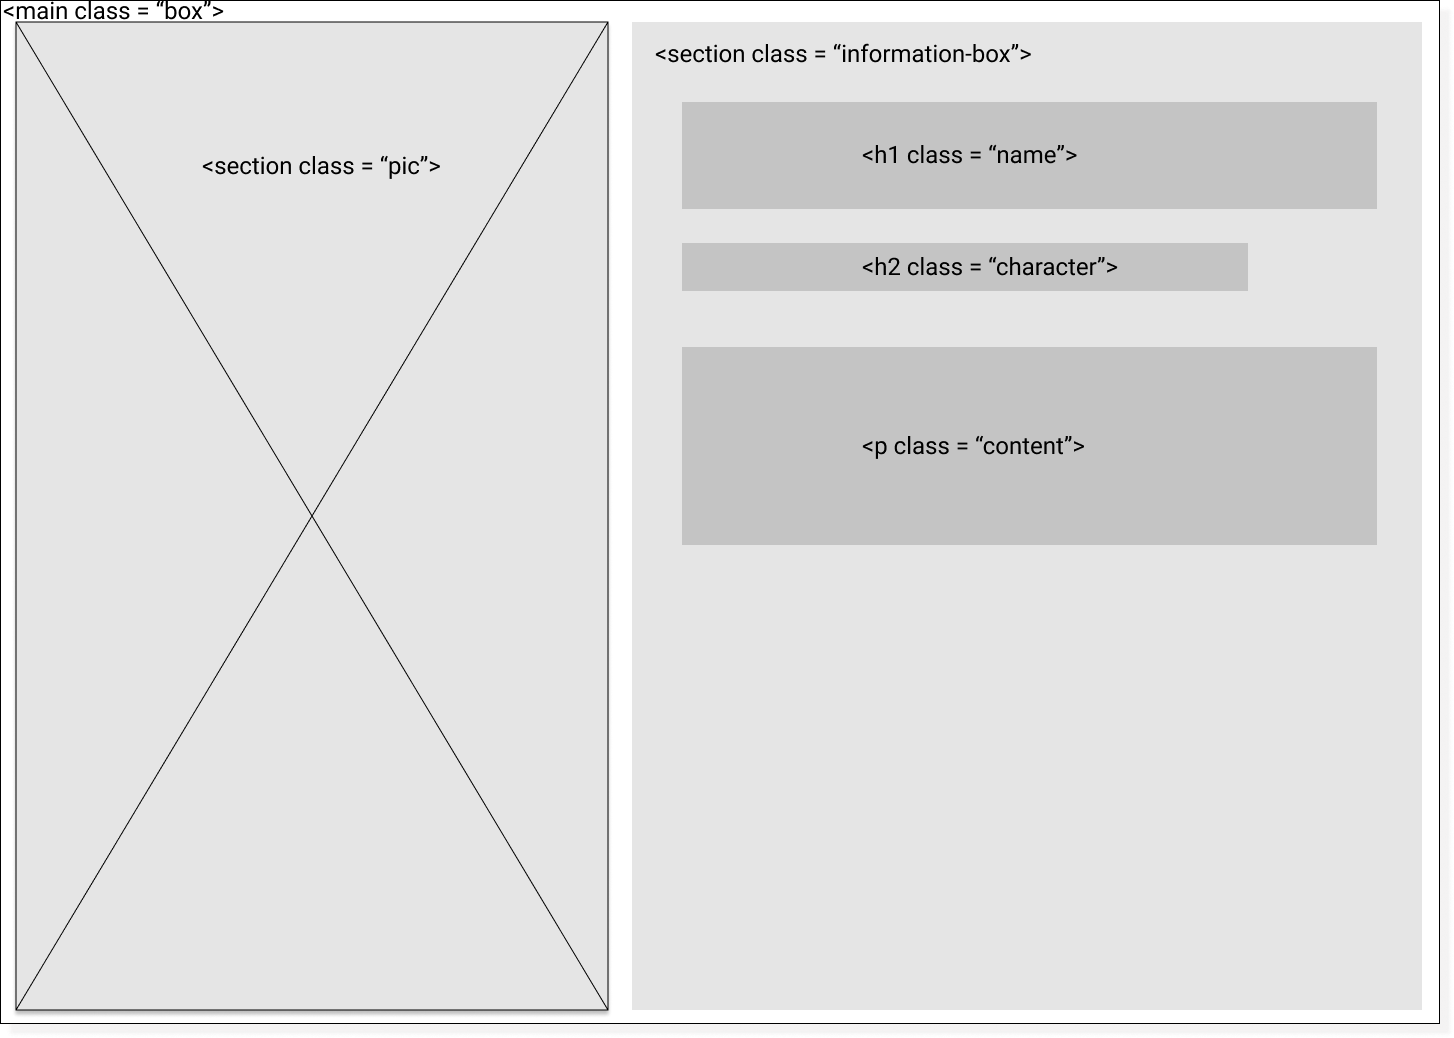 <main class = “box”>
<section class = “pic”>
<section class = “information-box”>
<h1 class = “name”>
<h2 class = “character”>
<p class = “content”>